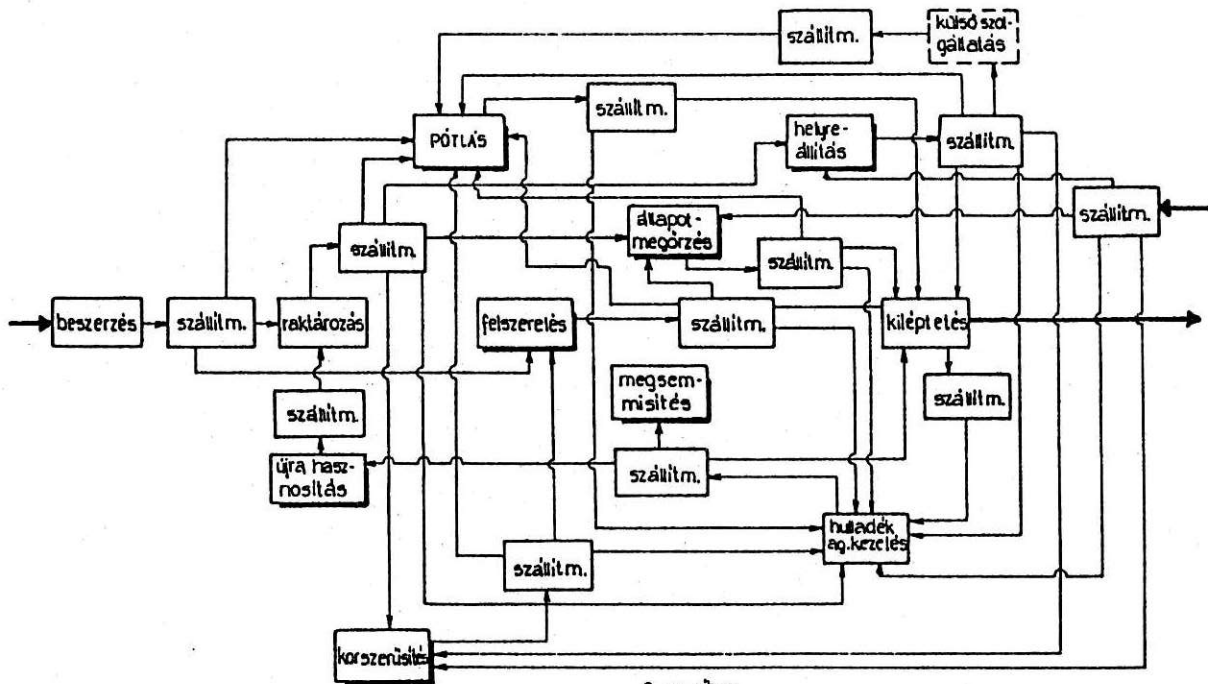 szállítm.
külső szol-
gáltatás
szállítm.
PÓTLÁS
helyre-
állítás
szállítm.
szállítm.
szállítm.
állapot-
megőrzés
szállítm.
beszerzés
szállítm.
raktározás
felszerelés
szállítm.
kiléptetés
szállítm.
megsem-
misítés
szállítm.
újra hasz-
nosítás
szállítm.
hulladék
ag.kezelés
szállítm.
korszerűsítés